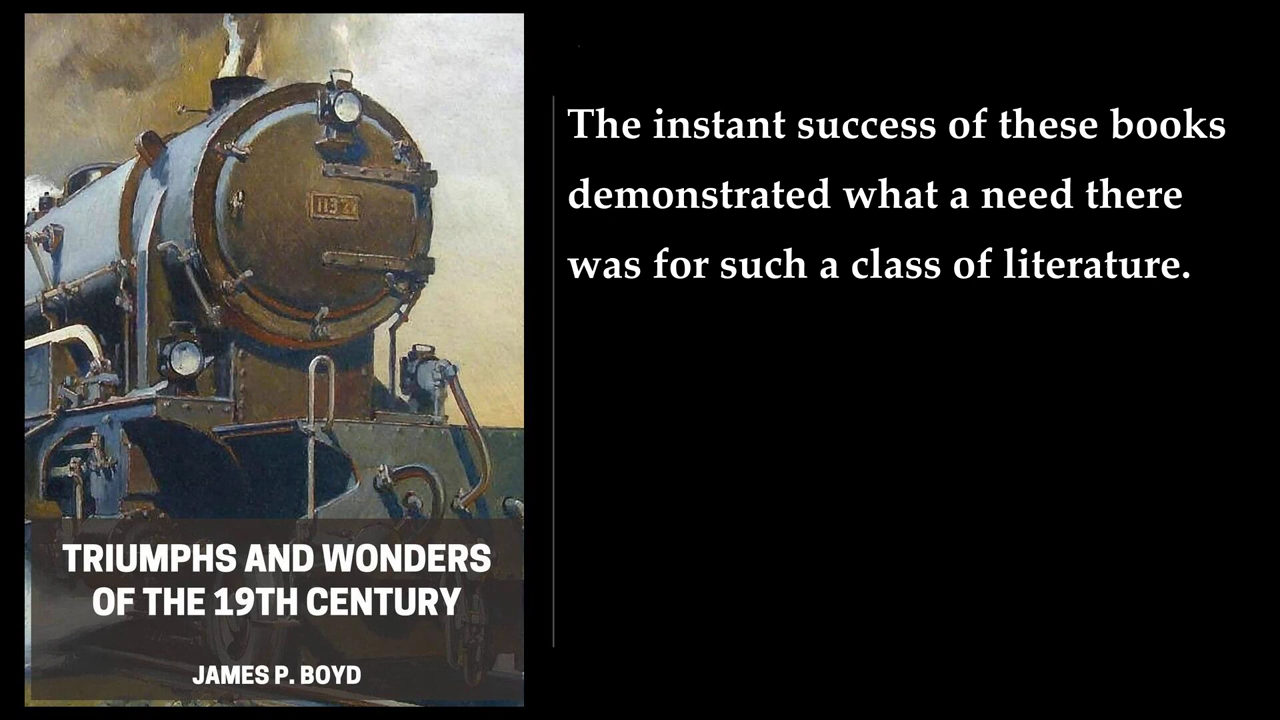 The instant success of these books
demonstrated what a need there
was for such a class of literature.
TRIUMPHS AND WONDERS
OF THE 19TH CENTURY
JAMES P. BOYD